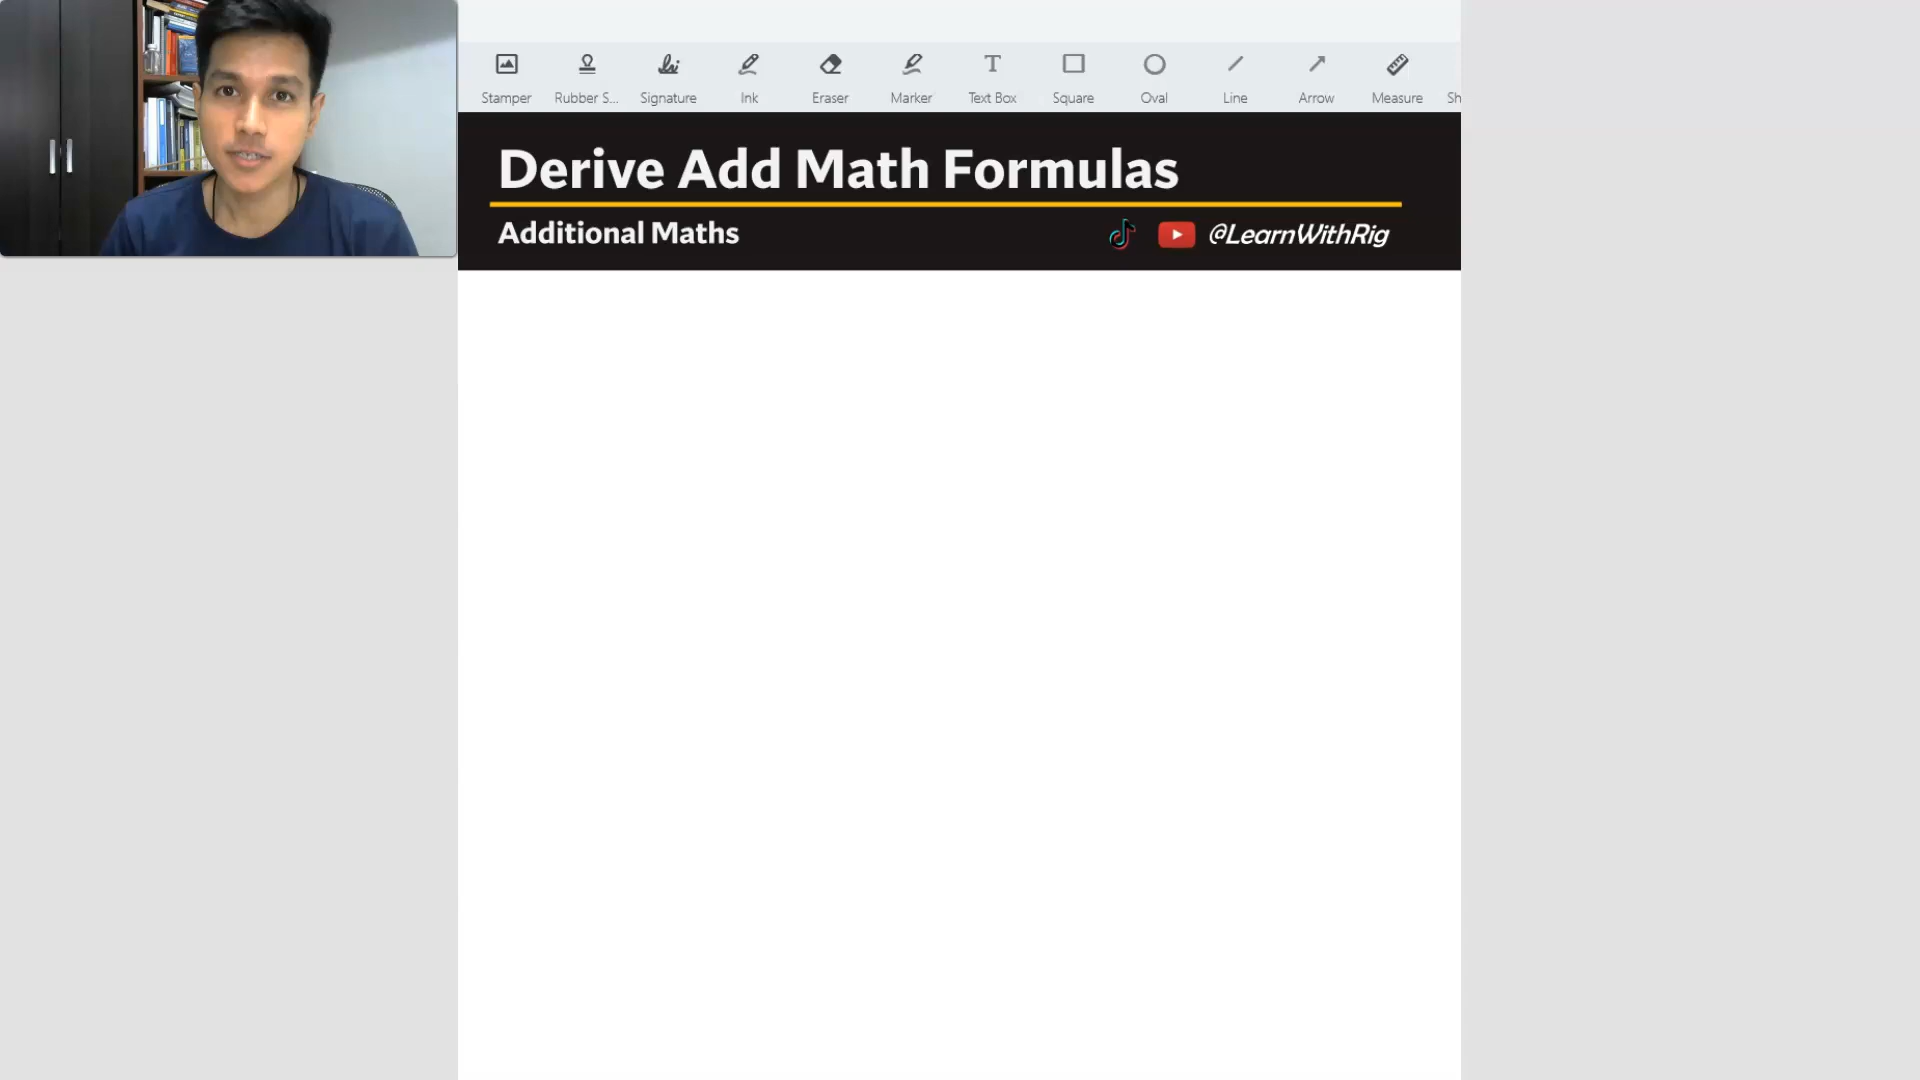 Stamper Rubber S... Signature Ink Eraser Marker Text Box Square Oval Line Arrow Measure Sh
Derive Add Math Formulas
Additional Maths
@LearnWithRig